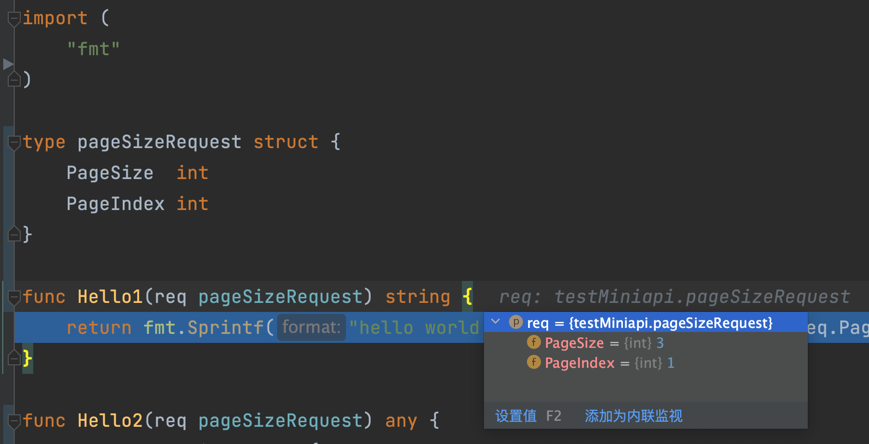 import (
"fmt"
)
type pageSizeRequest struct {
PageSize int
PageIndex int
}
func Hello1(req pageSizeRequest) string { req: testMiniapi.pageSizeRequest
return fmt.Sprintf( format: "hello world
eq.Pag
p req = {testMiniapi.pageSizeRequest}
f PageSize = {int} 3
f PageIndex = {int} 1
设置值 F2 添加为内联监视
}
func Hello2(req pageSizeRequest) any {